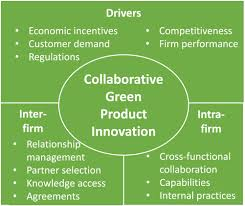 Drivers
• Economic incentives
• Customer demand
• Regulations
• Competitiveness
• Firm performance
Collaborative
Green
Product
Innovation
Inter-
firm
• Relationship
management
• Partner selection
• Knowledge access
• Agreements
Intra-
firm
• Cross-functional
collaboration
• Capabilities
• Internal practices